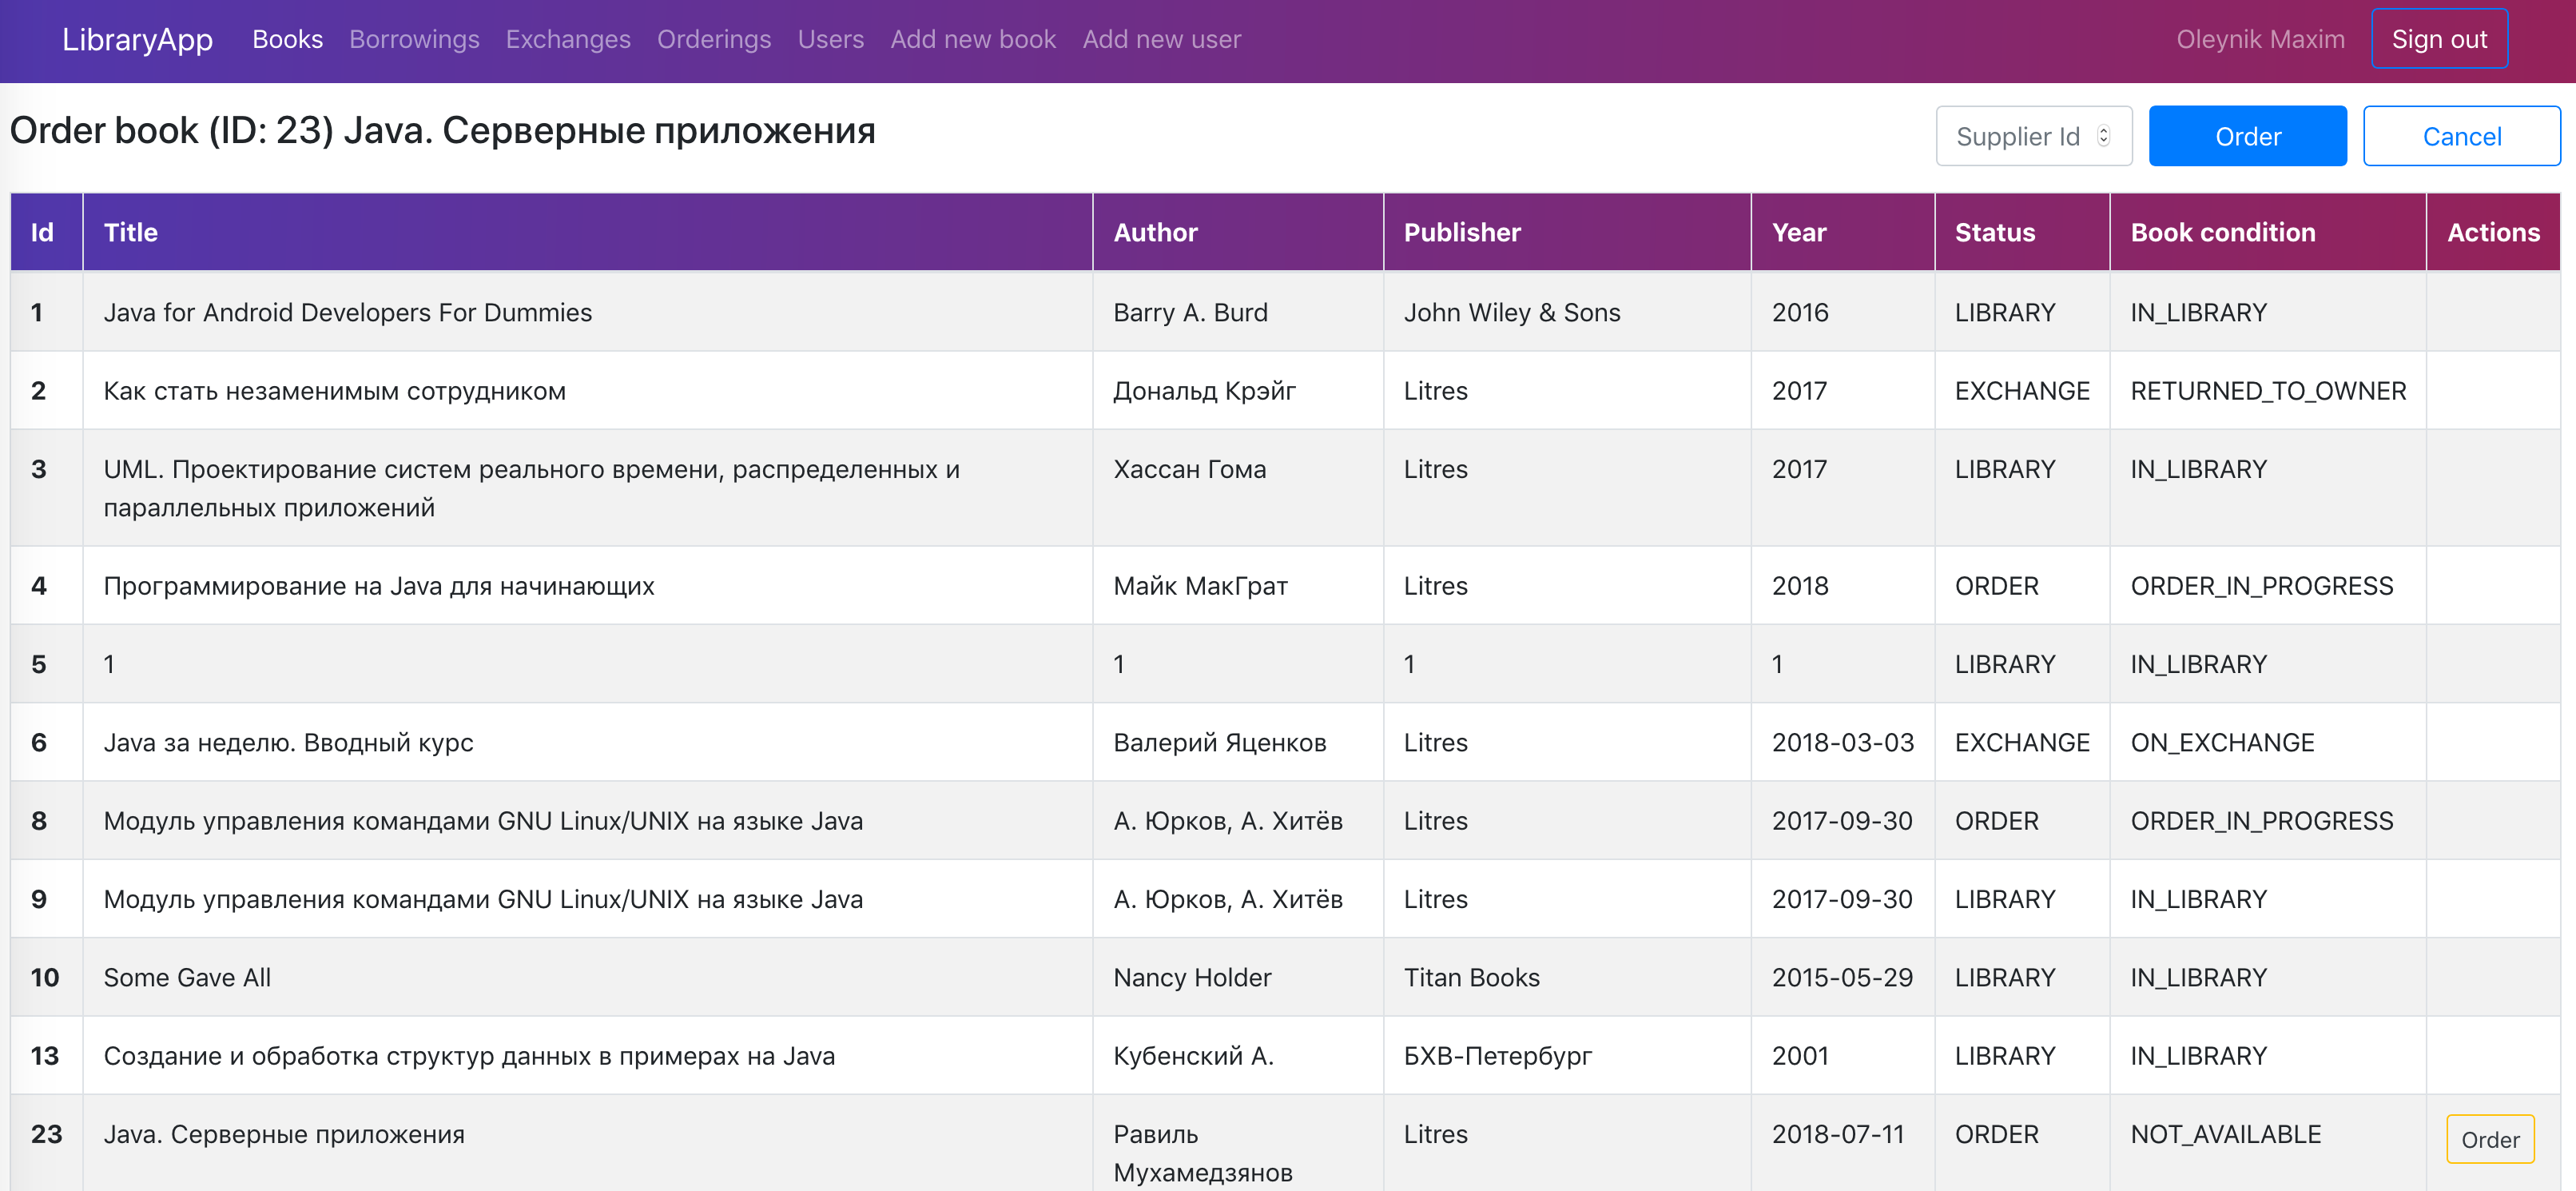 LibraryApp Books Borrowings Exchanges Orderings Users Add new book Add new user Oleynik Maxim Sign out
Order book (ID: 23) Java. Серверные приложения Supplier Id Order Cancel
Id Title Author Publisher Year Status Book condition Actions
1 Java for Android Developers For Dummies Barry A. Burd John Wiley & Sons 2016 LIBRARY IN_LIBRARY
2 Как стать незаменимым сотрудником Дональд Крэйг Litres 2017 EXCHANGE RETURNED_TO_OWNER
3 UML. Проектирование систем реального времени, распределенных и Хассан Гома Litres 2017 LIBRARY IN_LIBRARY
параллельных приложений
4 Программирование на Java для начинающих Майк МакГрат Litres 2018 ORDER ORDER_IN_PROGRESS
5 1 1 1 1 LIBRARY IN_LIBRARY
6 Java за неделю. Вводный курс Валерий Яценков Litres 2018-03-03 EXCHANGE ON_EXCHANGE
8 Модуль управления командами GNU Linux/UNIX на языке Java А. Юрков, А. Хитёв Litres 2017-09-30 ORDER ORDER_IN_PROGRESS
9 Модуль управления командами GNU Linux/UNIX на языке Java А. Юрков, А. Хитёв Litres 2017-09-30 LIBRARY IN_LIBRARY
10 Some Gave All Nancy Holder Titan Books 2015-05-29 LIBRARY IN_LIBRARY
13 Создание и обработка структур данных в примерах на Java Кубенский А. БХВ-Петербург 2001 LIBRARY IN_LIBRARY
23 Java. Серверные приложения Равиль Litres 2018-07-11 ORDER NOT_AVAILABLE Order
Мухамедзянов